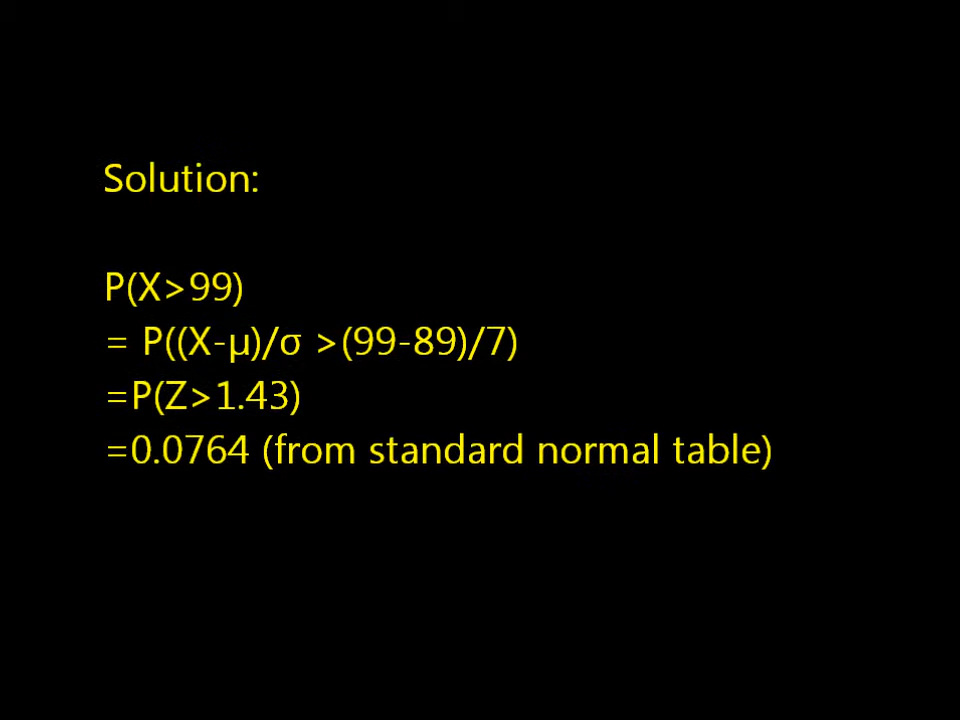 Solution:
P(X>99)
= P((X-μ)/σ >(99-89)/7)
=P(Z>1.43)
=0.0764 (from standard normal table)